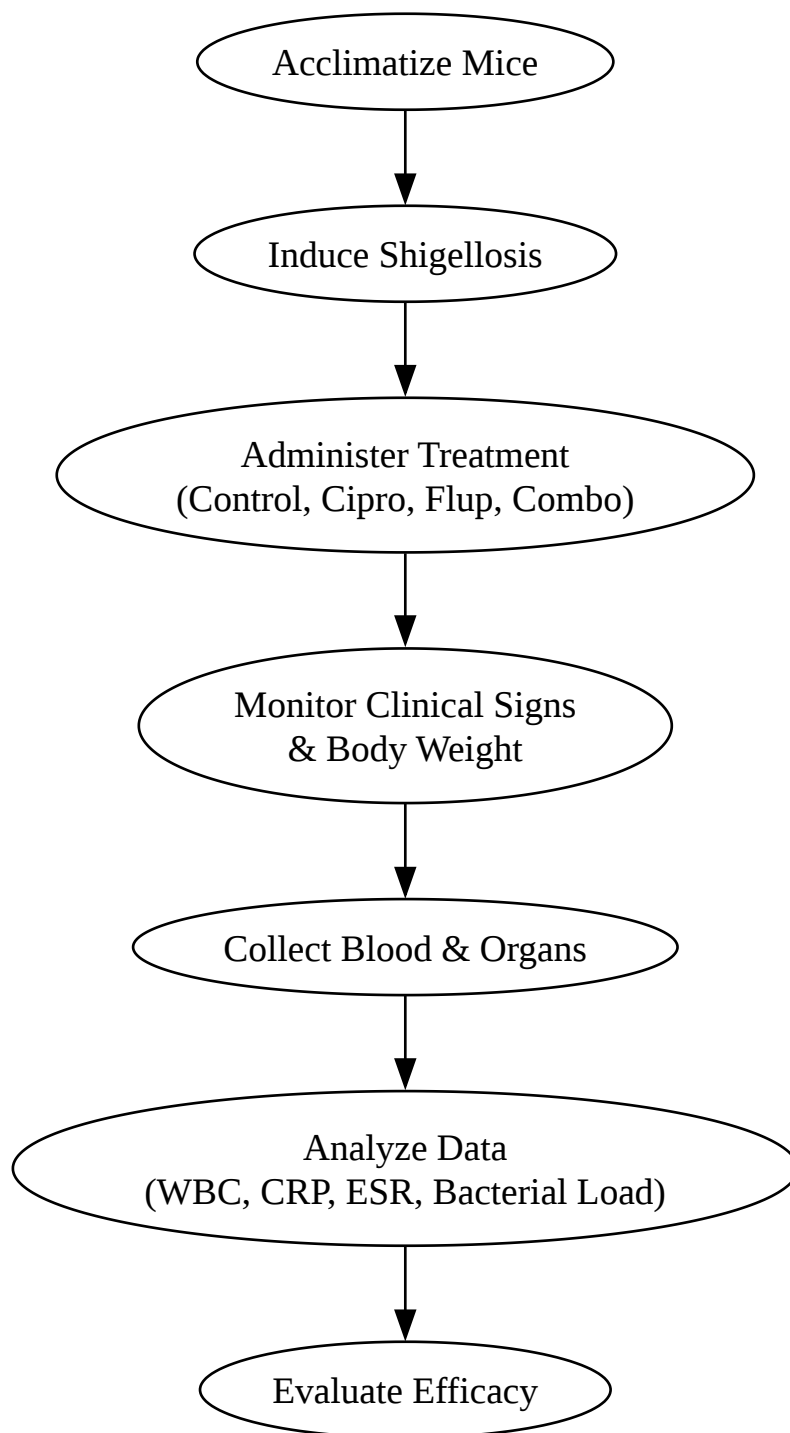 Acclimatize Mice
Induce Shigellosis
Administer Treatment
(Control, Cipro, Flup, Combo)
Monitor Clinical Signs
& Body Weight
Collect Blood & Organs
Analyze Data
(WBC, CRP, ESR, Bacterial Load)
Evaluate Efficacy